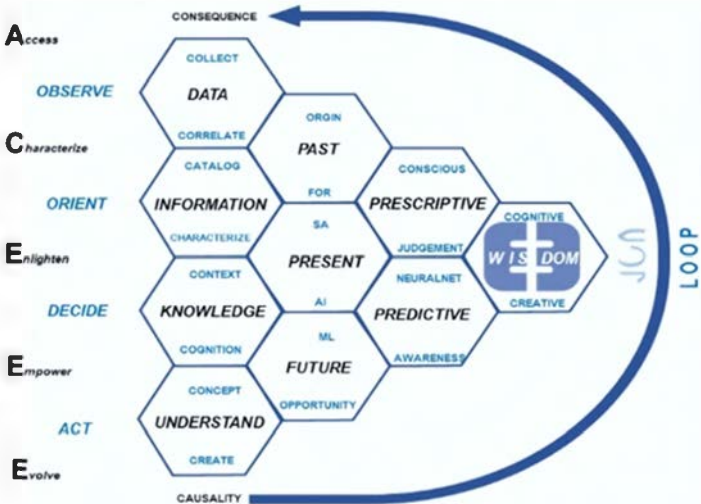 CONSEQUENCE
Access
COLLECT
OBSERVE
DATA
ORGIN
CORRELATE
Characterize
PAST
CATALOG
CONSCIOUS
FOR
ORIENT
INFORMATION
PRESCRIPTIVE
SA
COGNITIVE
CHARACTERIZE
JUDGEMENT
Enlighten
PRESENT
WISDOM
LOOP
CONTEXT
NEURALNET
AI
CREATIVE
DECIDE
KNOWLEDGE
PREDICTIVE
ML
COGNITION
AWARENESS
Empower
FUTURE
CONCEPT
OPPORTUNITY
ACT
UNDERSTAND
CREATE
Evolve
CAUSALITY